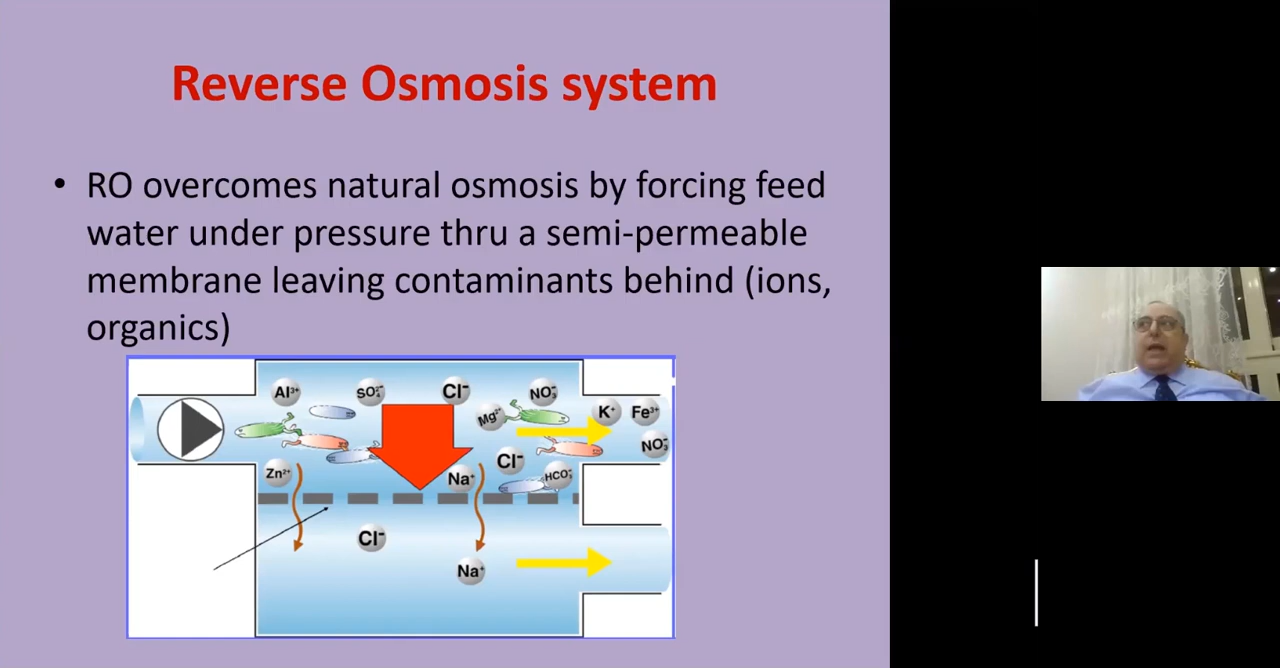 Reverse Osmosis system
• RO overcomes natural osmosis by forcing feed
water under pressure thru a semi-permeable
membrane leaving contaminants behind (ions,
organics)
Al³⁺ SO₄²⁻ Cl⁻ NO₃⁻
Mg²⁺ K⁺ Fe³⁺
NO₃⁻
Cl⁻
Zn²⁺ Na⁺ HCO₃⁻
Cl⁻
Na⁺